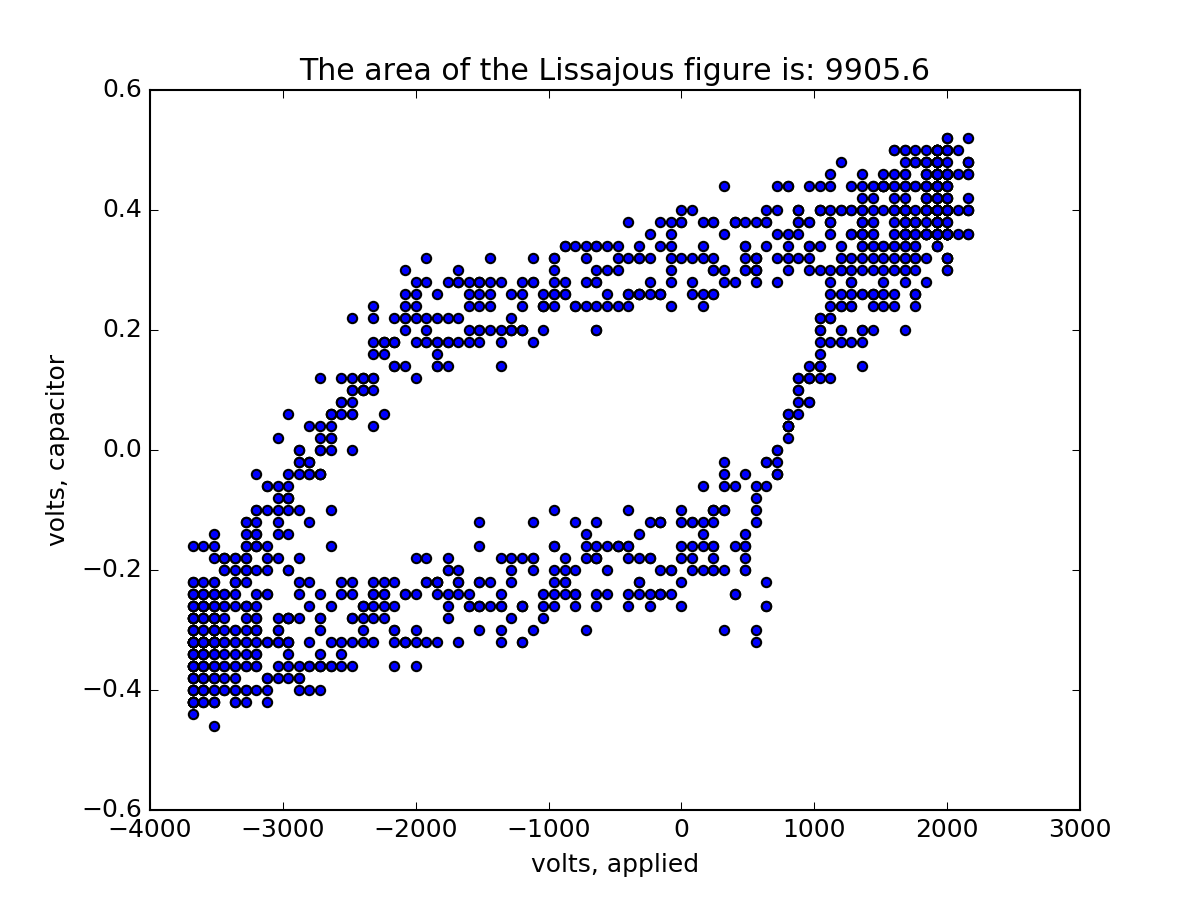 The area of the Lissajous figure is: 9905.6
0.6
0.4
0.2
0.0
−0.2
−0.4
−0.6
volts, capacitor
−4000 −3000 −2000 −1000 0 1000 2000 3000
volts, applied